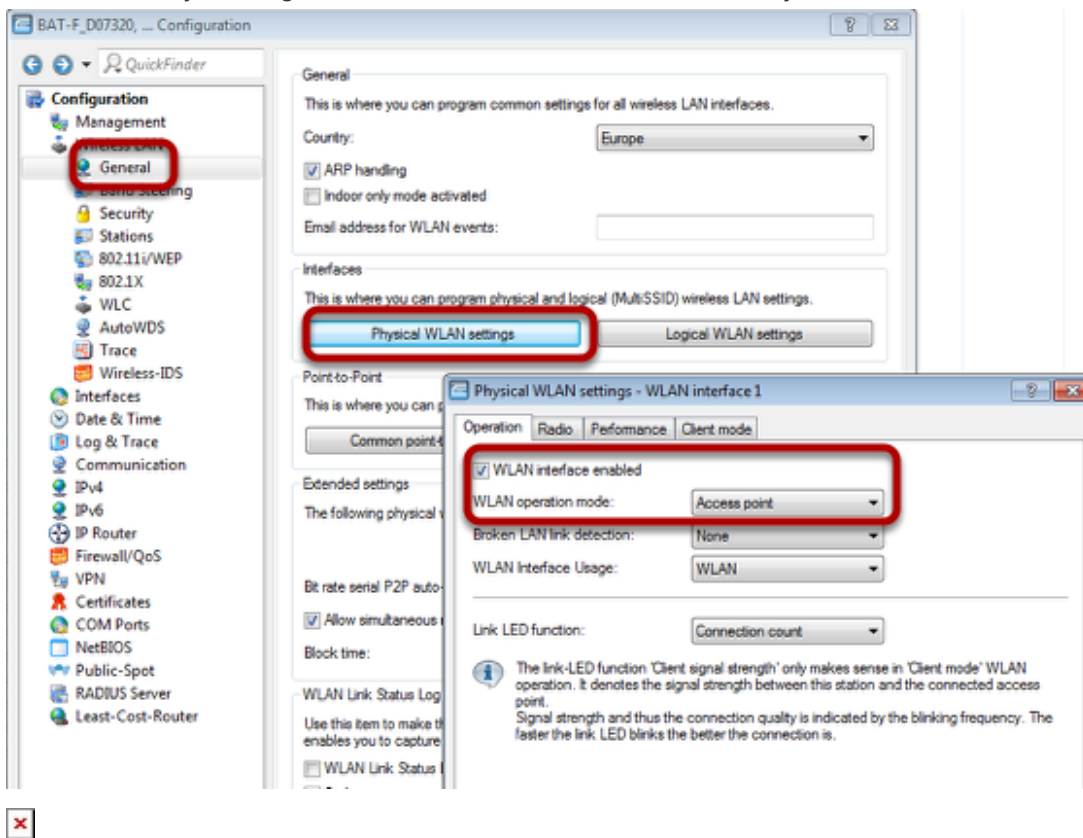 BAT-F_D07320, ... Configuration
QuickFinder
Configuration
Management
Wireless LAN
General
Band Steering
Security
Stations
802.11i/WEP
802.1X
WLC
AutoWDS
Trace
Wireless-IDS
Interfaces
Date & Time
Log & Trace
Communication
IPv4
IPv6
IP Router
Firewall/QoS
VPN
Certificates
COM Ports
NetBIOS
Public-Spot
RADIUS Server
Least-Cost-Router
General
This is where you can program common settings for all wireless LAN interfaces.
Country: Europe
ARP handling
Indoor only mode activated
Email address for WLAN events:
Interfaces
This is where you can program physical and logical (MultiSSID) wireless LAN settings.
Physical WLAN settings Logical WLAN settings
Point-to-Point
This is where you can
Common point-
Extended settings
The following physical
Bit rate serial P2P auto-
Allow simultaneous
Block time:
WLAN Link Status Log
Use this item to make
enables you to capture
WLAN Link Status
Physical WLAN settings - WLAN interface 1
Operation Radio Performance Client mode
WLAN interface enabled
WLAN operation mode: Access point
Broken LAN link detection: None
WLAN Interface Usage: WLAN
Link LED function: Connection count
The link-LED function 'Client signal strength' only makes sense in 'Client mode' WLAN
operation. It denotes the signal strength between this station and the connected access
point.
Signal strength and thus the connection quality is indicated by the blinking frequency. The
faster the link LED blinks the better the connection is.